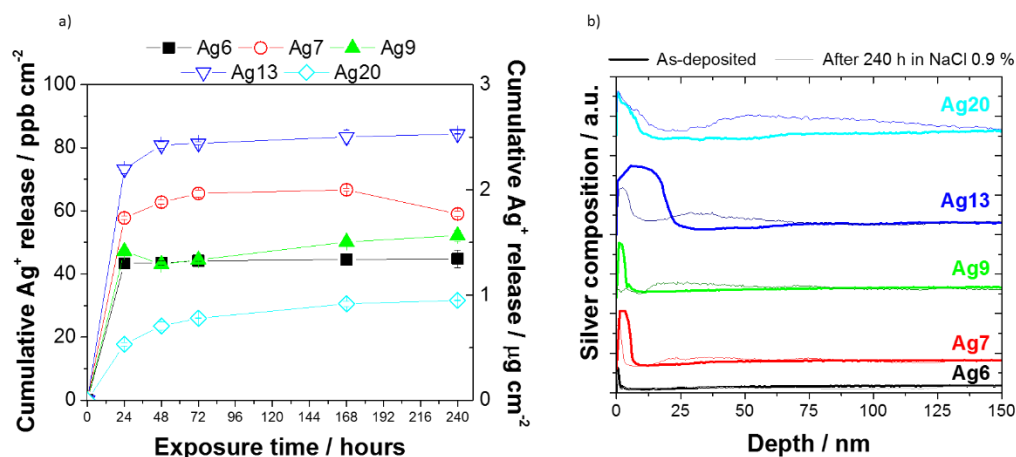 a)
Ag6 Ag7 Ag9
Ag13 Ag20
Cumulative Ag⁺ release / ppb cm⁻²
100
80
60
40
20
0
3
2
1
0
Cumulative Ag⁺ release / μg cm⁻²
0 24 48 72 96 120 144 168 192 216 240
Exposure time / hours
b)
As-deposited After 240 h in NaCl 0.9 %
Silver composition / a.u.
Ag20
Ag13
Ag9
Ag7
Ag6
0 25 50 75 100 125 150
Depth / nm